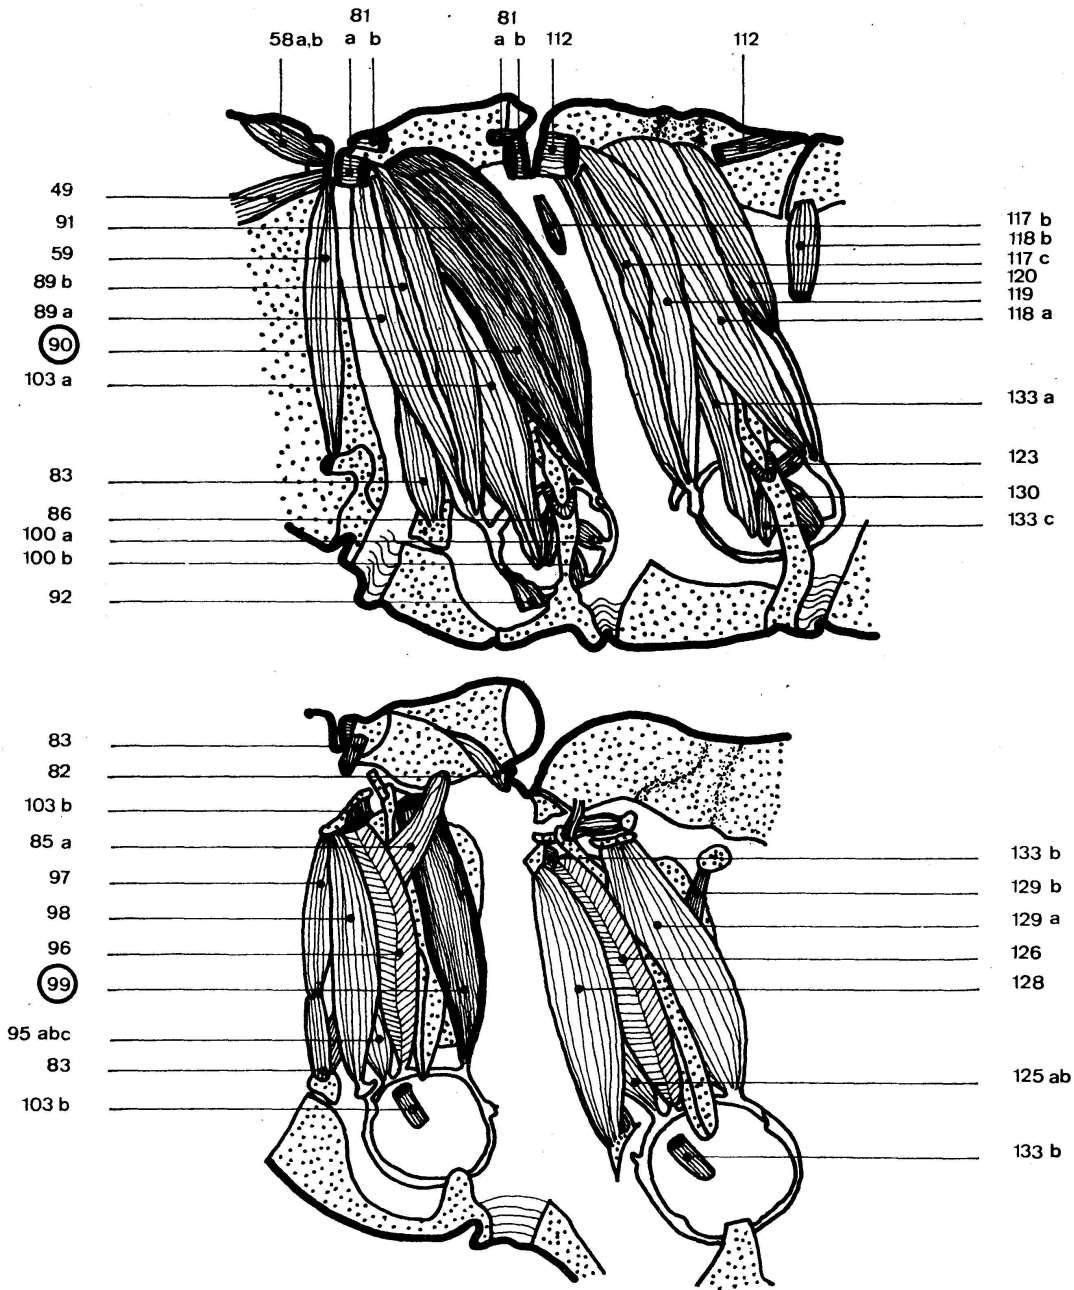 81 81
58a,b a b a b 112 112
49
91
59
89 b
89 a
90
103 a
83
86
100 a
100 b
92
117 b
118 b
117 c
120
119
118 a
133 a
123
130
133 c
83
82
103 b
85 a
97
98
96
99
95 abc
83
103 b
133 b
129 b
129 a
126
128
125 ab
133 b